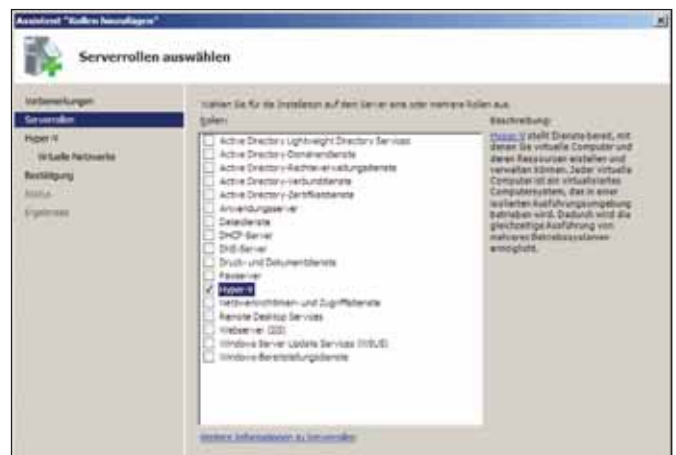 Assistent "Rollen hinzufügen"
Serverrollen auswählen
Vorbemerkungen
Serverrollen
Hyper-V
Virtuelle Netzwerke
Bestätigung
Status
Ergebnisse
Wählen Sie für die Installation auf dem Server eine oder mehrere Rollen aus.
Rollen:
Active Directory Lightweight Directory Services
Active Directory-Domänendienste
Active Directory-Rechteverwaltungsdienste
Active Directory-Verbunddienste
Active Directory-Zertifikatdienste
Anwendungsserver
Dateidienste
DHCP-Server
DNS-Server
Druck- und Dokumentdienste
Faxserver
Hyper-V
Netzwerkrichtlinien- und Zugriffsdienste
Remote Desktop Services
Webserver (IIS)
Windows Server Update Services (WSUS)
Windows-Bereitstellungsdienste
Beschreibung:
Hyper-V stellt Dienste bereit, mit
denen Sie virtuelle Computer und
deren Ressourcen erstellen und
verwalten können. Jeder virtuelle
Computer ist ein virtualisiertes
Computersystem, das in einer
isolierten Ausführungsumgebung
betrieben wird. Dadurch wird die
gleichzeitige Ausführung von
mehreren Betriebssystemen
ermöglicht.
Weitere Informationen zu Serverrollen